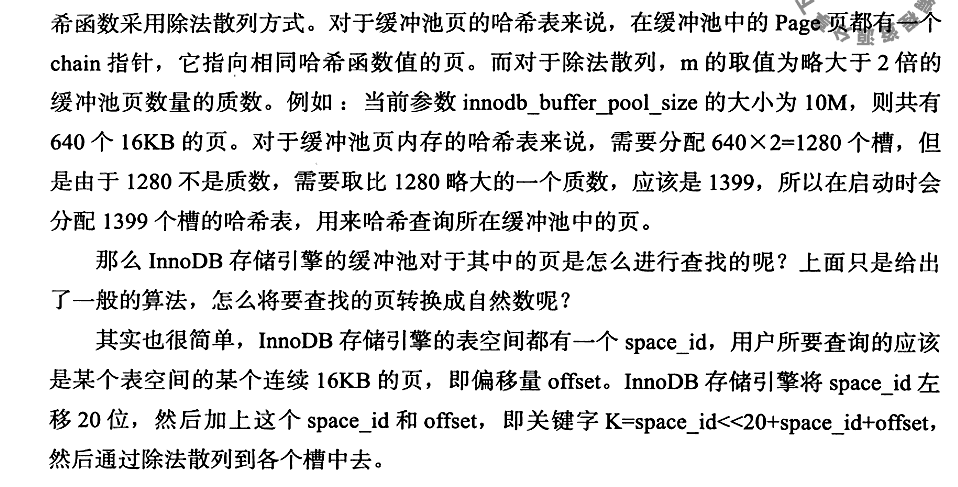 希函数采用除法散列方式。对于缓冲池页的哈希表来说，在缓冲池中的 Page 页都有一个
chain 指针，它指向相同哈希函数值的页。而对于除法散列，m 的取值为略大于 2 倍的
缓冲池页数量的质数。例如：当前参数 innodb_buffer_pool_size 的大小为 10M，则共有
640 个 16KB 的页。对于缓冲池页内存的哈希表来说，需要分配 640×2=1280 个槽，但
是由于 1280 不是质数，需要取比 1280 略大的一个质数，应该是 1399，所以在启动时会
分配 1399 个槽的哈希表，用来哈希查询所在缓冲池中的页。
那么 InnoDB 存储引擎的缓冲池对于其中的页是怎么进行查找的呢？上面只是给出
了一般的算法，怎么将要查找的页转换成自然数呢？
其实也很简单，InnoDB 存储引擎的表空间都有一个 space_id，用户所要查询的应该
是某个表空间的某个连续 16KB 的页，即偏移量 offset。InnoDB 存储引擎将 space_id 左
移 20 位，然后加上这个 space_id 和 offset，即关键字 K=space_id<<20+space_id+offset，
然后通过除法散列到各个槽中去。